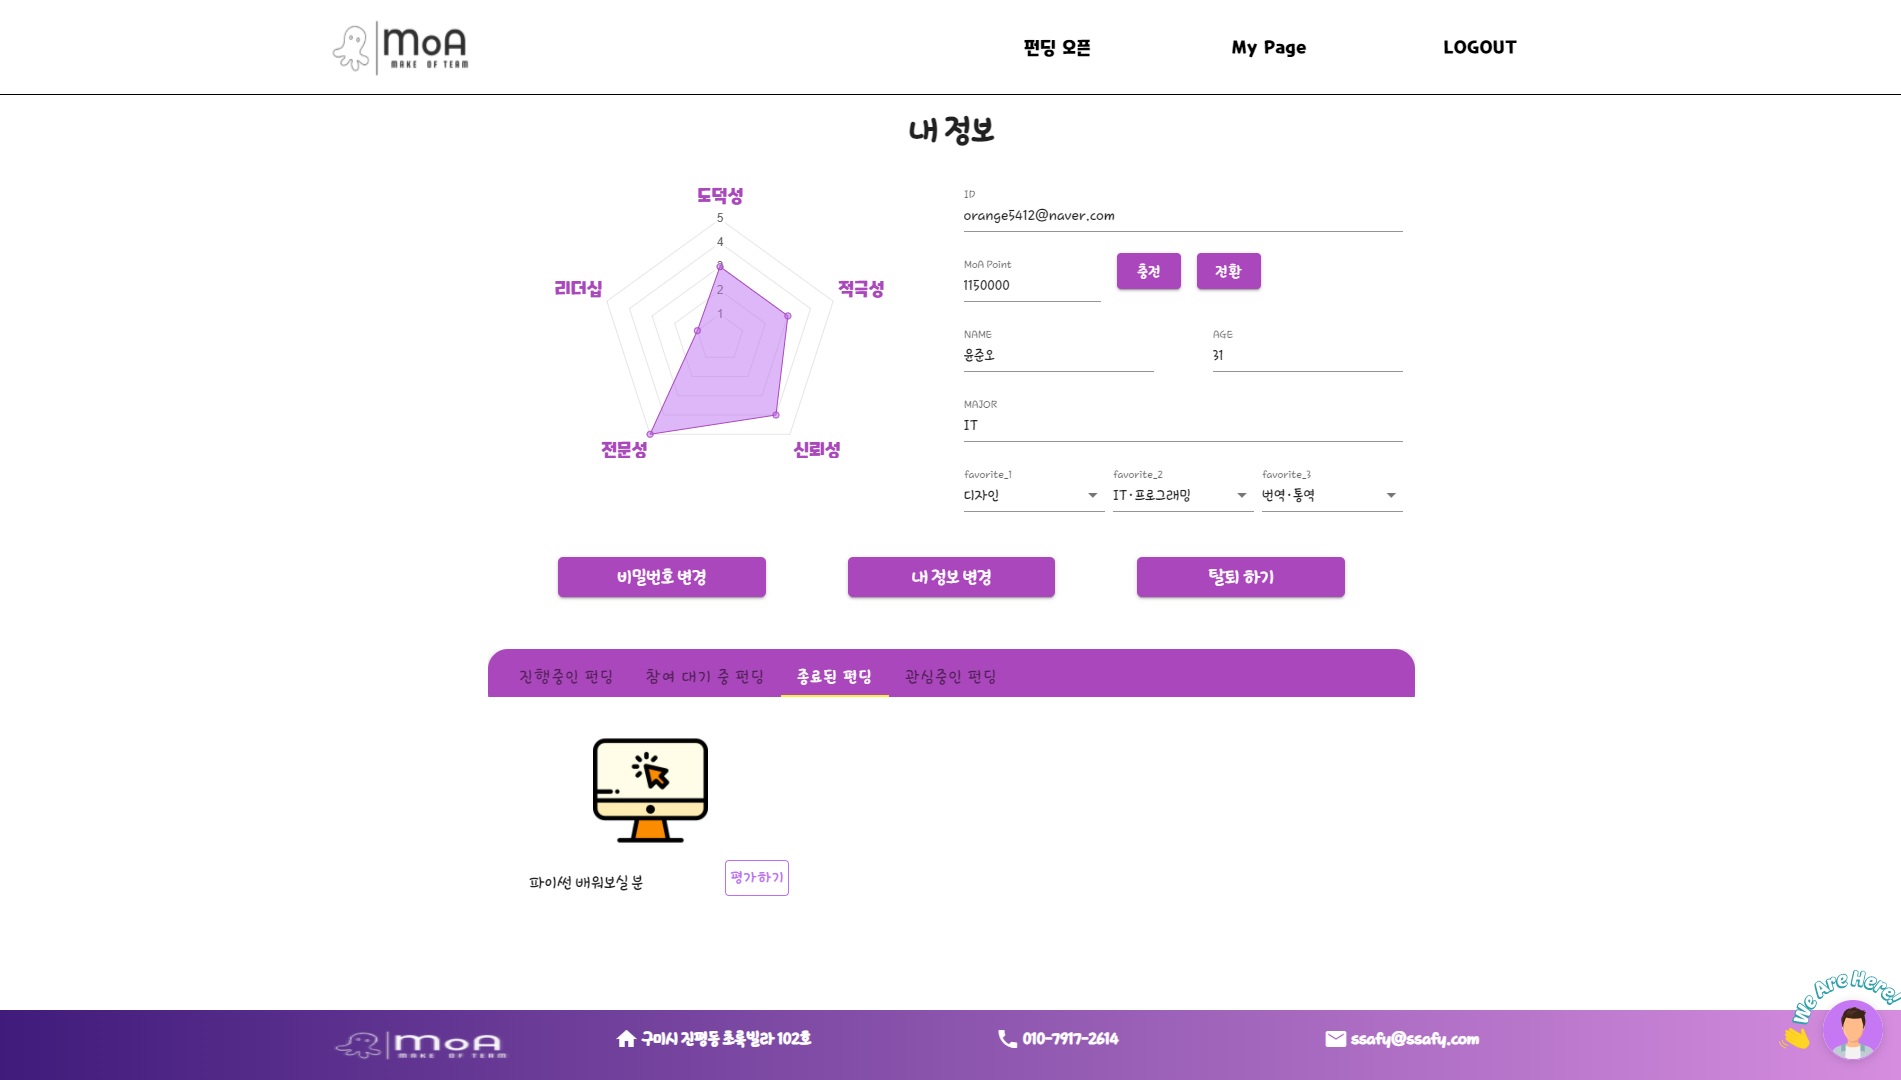 MoA
MAKE OF TEAM
펀딩 오픈
My Page
LOGOUT
내 정보
도덕성
5
4
3
2
1
리더십
적극성
전문성
신뢰성
ID
orange5412@naver.com
MoA Point
1150000
충전
전환
NAME
윤준오
AGE
31
MAJOR
IT
favorite_1
디자인
favorite_2
IT·프로그래밍
favorite_3
번역·통역
비밀번호 변경
내 정보 변경
탈퇴 하기
진행중인 펀딩
참여 대기 중 펀딩
종료된 펀딩
관심중인 펀딩
파이썬 배워보실 분
평가하기
We Are Here!
MoA
MAKE OF TEAM
구미시 진평동 초록빌라 102호
010-7917-2614
ssafy@ssafy.com